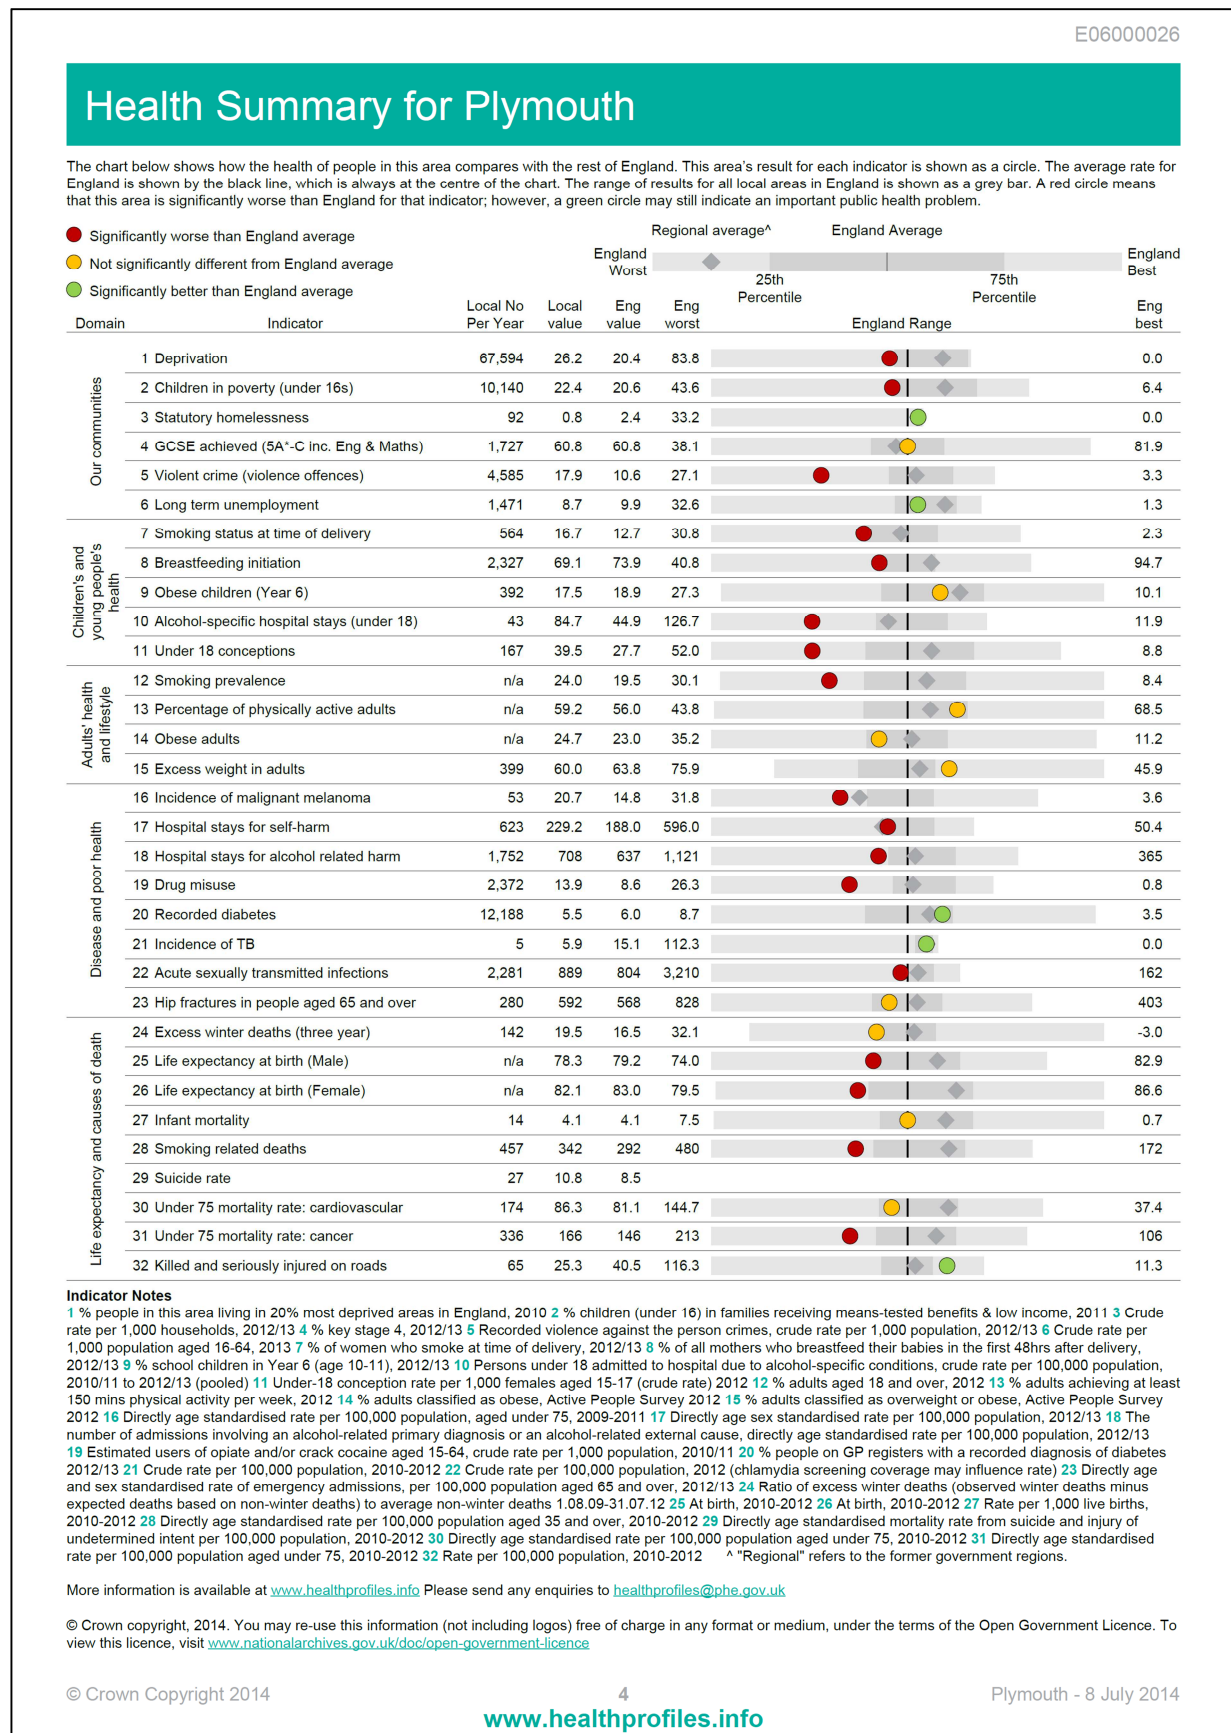 E06000026
Health Summary for Plymouth
The chart below shows how the health of people in this area compares with the rest of England. This area's result for each indicator is shown as a circle. The average rate for
England is shown by the black line, which is always at the centre of the chart. The range of results for all local areas in England is shown as a grey bar. A red circle means
that this area is significantly worse than England for that indicator; however, a green circle may still indicate an important public health problem.
Significantly worse than England average
Not significantly different from England average
Significantly better than England average
Regional average^ England Average
England Worst
England Best
25th Percentile
75th Percentile
Domain Indicator Local No Per Year Local value Eng value Eng worst England Range Eng best
Our communities
1 Deprivation 67,594 26.2 20.4 83.8 0.0
2 Children in poverty (under 16s) 10,140 22.4 20.6 43.6 6.4
3 Statutory homelessness 92 0.8 2.4 33.2 0.0
4 GCSE achieved (5A*-C inc. Eng & Maths) 1,727 60.8 60.8 38.1 81.9
5 Violent crime (violence offences) 4,585 17.9 10.6 27.1 3.3
6 Long term unemployment 1,471 8.7 9.9 32.6 1.3
Children's and young people's health
7 Smoking status at time of delivery 564 16.7 12.7 30.8 2.3
8 Breastfeeding initiation 2,327 69.1 73.9 40.8 94.7
9 Obese children (Year 6) 392 17.5 18.9 27.3 10.1
10 Alcohol-specific hospital stays (under 18) 43 84.7 44.9 126.7 11.9
11 Under 18 conceptions 167 39.5 27.7 52.0 8.8
Adults' health and lifestyle
12 Smoking prevalence n/a 24.0 19.5 30.1 8.4
13 Percentage of physically active adults n/a 59.2 56.0 43.8 68.5
14 Obese adults n/a 24.7 23.0 35.2 11.2
15 Excess weight in adults 399 60.0 63.8 75.9 45.9
Disease and poor health
16 Incidence of malignant melanoma 53 20.7 14.8 31.8 3.6
17 Hospital stays for self-harm 623 229.2 188.0 596.0 50.4
18 Hospital stays for alcohol related harm 1,752 708 637 1,121 365
19 Drug misuse 2,372 13.9 8.6 26.3 0.8
20 Recorded diabetes 12,188 5.5 6.0 8.7 3.5
21 Incidence of TB 5 5.9 15.1 112.3 0.0
22 Acute sexually transmitted infections 2,281 889 804 3,210 162
23 Hip fractures in people aged 65 and over 280 592 568 828 403
Life expectancy and causes of death
24 Excess winter deaths (three year) 142 19.5 16.5 32.1 -3.0
25 Life expectancy at birth (Male) n/a 78.3 79.2 74.0 82.9
26 Life expectancy at birth (Female) n/a 82.1 83.0 79.5 86.6
27 Infant mortality 14 4.1 4.1 7.5 0.7
28 Smoking related deaths 457 342 292 480 172
29 Suicide rate 27 10.8 8.5
30 Under 75 mortality rate: cardiovascular 174 86.3 81.1 144.7 37.4
31 Under 75 mortality rate: cancer 336 166 146 213 106
32 Killed and seriously injured on roads 65 25.3 40.5 116.3 11.3
Indicator Notes
1 % people in this area living in 20% most deprived areas in England, 2010 2 % children (under 16) in families receiving means-tested benefits & low income, 2011 3 Crude
rate per 1,000 households, 2012/13 4 % key stage 4, 2012/13 5 Recorded violence against the person crimes, crude rate per 1,000 population, 2012/13 6 Crude rate per
1,000 population aged 16-64, 2013 7 % of women who smoke at time of delivery, 2012/13 8 % of all mothers who breastfeed their babies in the first 48hrs after delivery,
2012/13 9 % school children in Year 6 (age 10-11), 2012/13 10 Persons under 18 admitted to hospital due to alcohol-specific conditions, crude rate per 100,000 population,
2010/11 to 2012/13 (pooled) 11 Under-18 conception rate per 1,000 females aged 15-17 (crude rate) 2012 12 % adults aged 18 and over, 2012 13 % adults achieving at least
150 mins physical activity per week, 2012 14 % adults classified as obese, Active People Survey 2012 15 % adults classified as overweight or obese, Active People Survey
2012 16 Directly age standardised rate per 100,000 population, aged under 75, 2009-2011 17 Directly age sex standardised rate per 100,000 population, 2012/13 18 The
number of admissions involving an alcohol-related primary diagnosis or an alcohol-related external cause, directly age standardised rate per 100,000 population, 2012/13
19 Estimated users of opiate and/or crack cocaine aged 15-64, crude rate per 1,000 population, 2010/11 20 % people on GP registers with a recorded diagnosis of diabetes
2012/13 21 Crude rate per 100,000 population, 2010-2012 22 Crude rate per 100,000 population, 2012 (chlamydia screening coverage may influence rate) 23 Directly age
and sex standardised rate of emergency admissions, per 100,000 population aged 65 and over, 2012/13 24 Ratio of excess winter deaths (observed winter deaths minus
expected deaths based on non-winter deaths) to average non-winter deaths 1.08.09-31.07.12 25 At birth, 2010-2012 26 At birth, 2010-2012 27 Rate per 1,000 live births,
2010-2012 28 Directly age standardised rate per 100,000 population aged 35 and over, 2010-2012 29 Directly age standardised mortality rate from suicide and injury of
undetermined intent per 100,000 population, 2010-2012 30 Directly age standardised rate per 100,000 population aged under 75, 2010-2012 31 Directly age standardised
rate per 100,000 population aged under 75, 2010-2012 32 Rate per 100,000 population, 2010-2012 ^ "Regional" refers to the former government regions.
More information is available at www.healthprofiles.info Please send any enquiries to healthprofiles@phe.gov.uk
© Crown copyright, 2014. You may re-use this information (not including logos) free of charge in any format or medium, under the terms of the Open Government Licence. To
view this licence, visit www.nationalarchives.gov.uk/doc/open-government-licence
© Crown Copyright 2014 4 Plymouth - 8 July 2014
www.healthprofiles.info